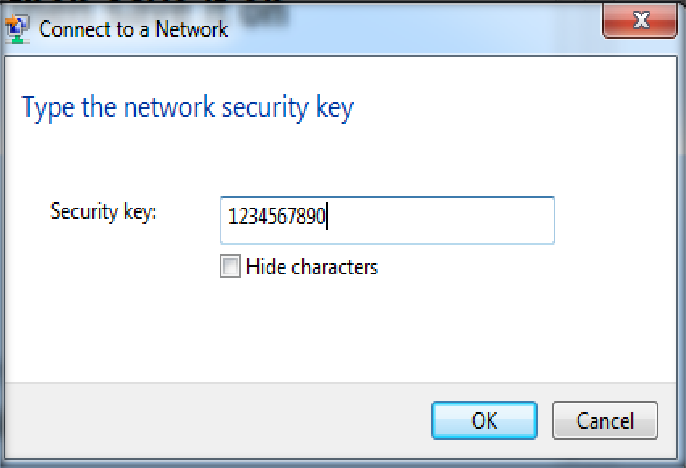 Connect to a Network
Type the network security key
Security key:
1234567890
Hide characters
OK
Cancel